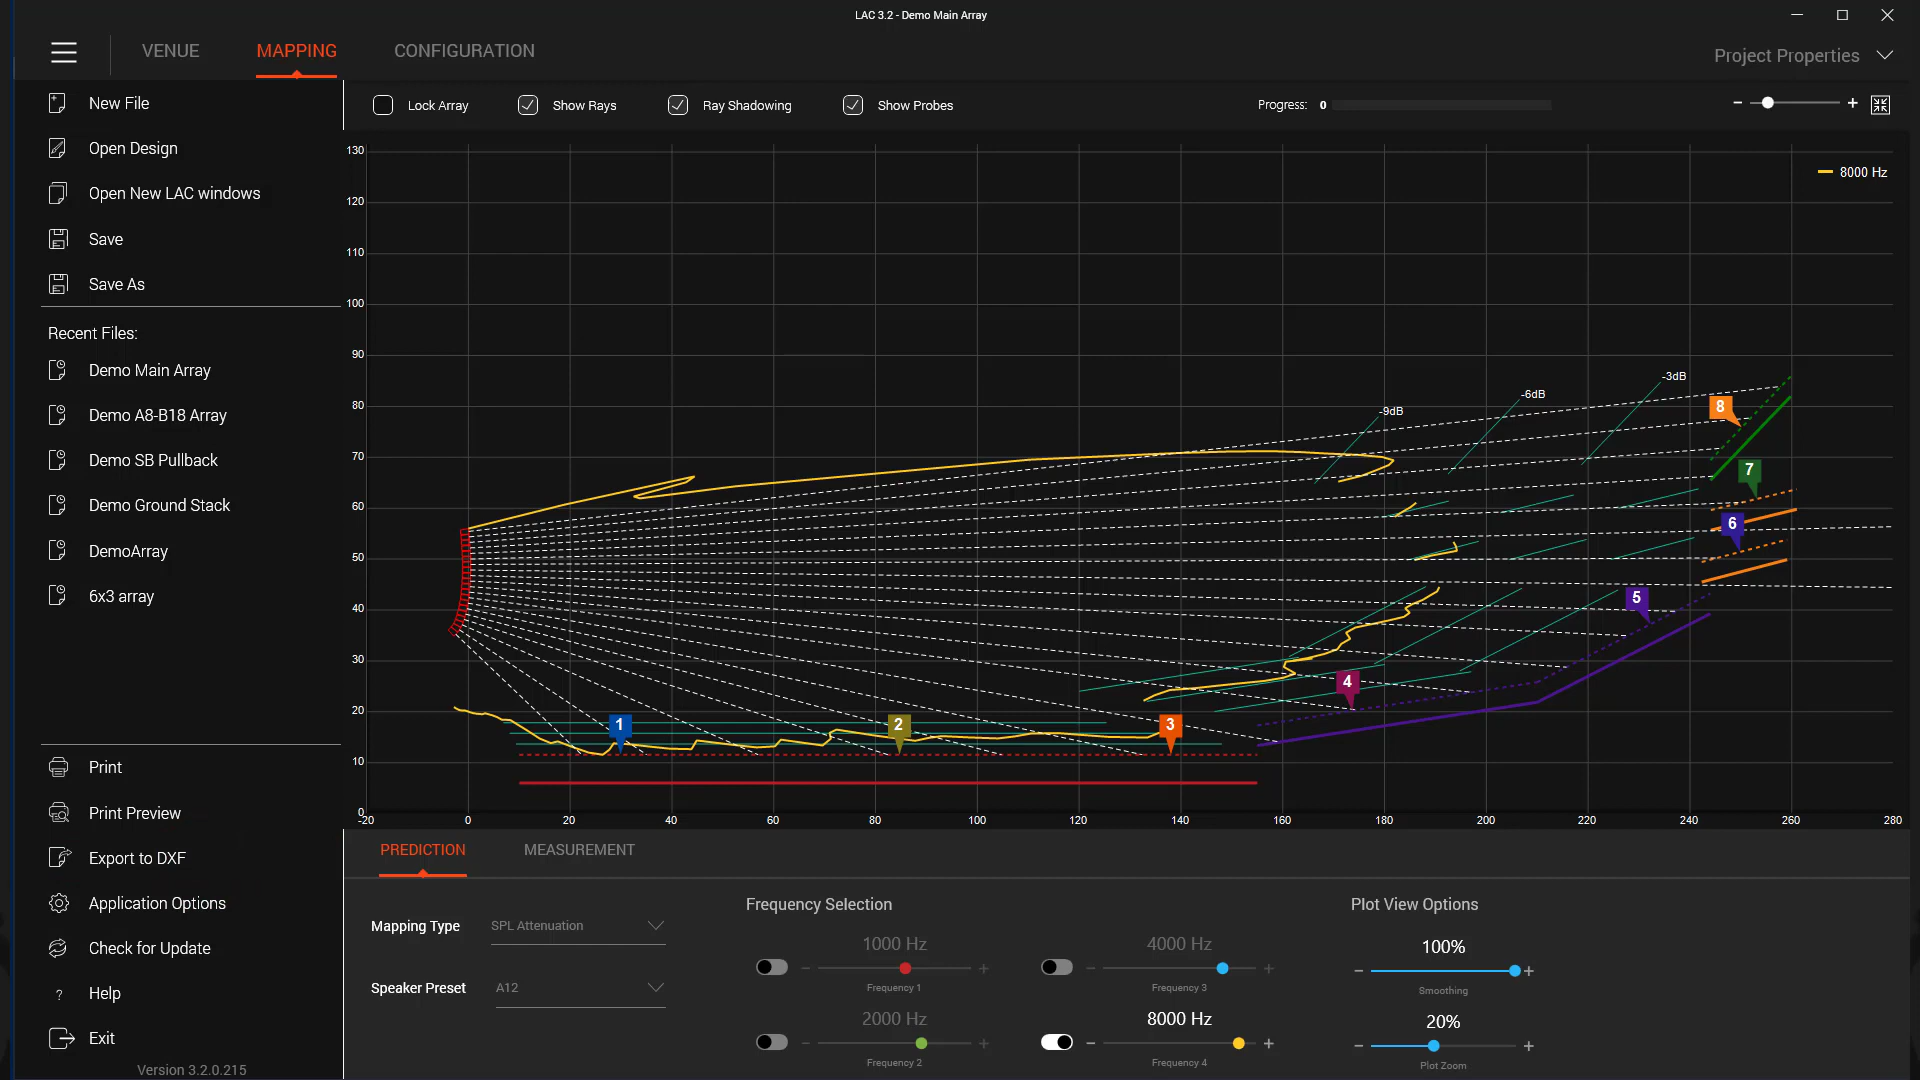 LAC 3.2 - Demo Main Array
VENUE
MAPPING
CONFIGURATION
Project Properties
New File
Open Design
Open New LAC windows
Save
Save As
Recent Files:
Demo Main Array
Demo A8-B18 Array
Demo SB Pullback
Demo Ground Stack
DemoArray
6x3 array
Print
Print Preview
Export to DXF
Application Options
Check for Update
? Help
Exit
Version 3.2.0.215
Lock Array
Show Rays
Ray Shadowing
Show Probes
Progress: 0
- +
8000 Hz
130
120
110
100
90
80
70
60
50
40
30
20
10
0
-9dB
-6dB
-3dB
1
2
3
4
5
6
7
8
-20 0 20 40 60 80 100 120 140 160 180 200 220 240 260 280
PREDICTION
MEASUREMENT
Mapping Type
SPL Attenuation
Speaker Preset
A12
Frequency Selection
1000 Hz
- +
Frequency 1
2000 Hz
- +
Frequency 2
4000 Hz
- +
Frequency 3
8000 Hz
- +
Frequency 4
Plot View Options
100%
- +
Smoothing
20%
- +
Plot Zoom